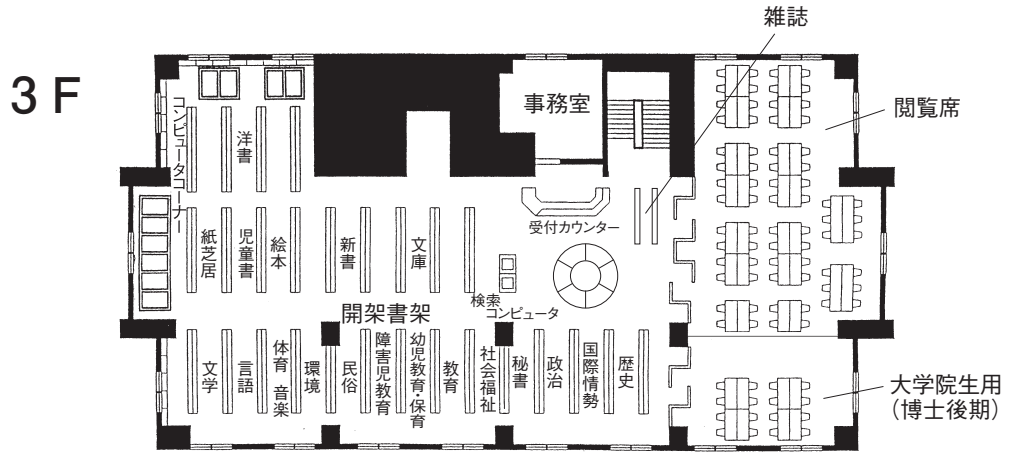 雑誌
3F
事務室
閲覧席
コンピュータコーナー
洋書
受付カウンター
紙芝居
児童書
絵本
新書
文庫
検索
コンピュータ
開架書架
文学
言語
体育 音楽
環境
民俗
障害児教育
幼児教育・保育
教育
社会福祉
秘書
政治
国際情勢
歴史
大学院生用
（博士後期）